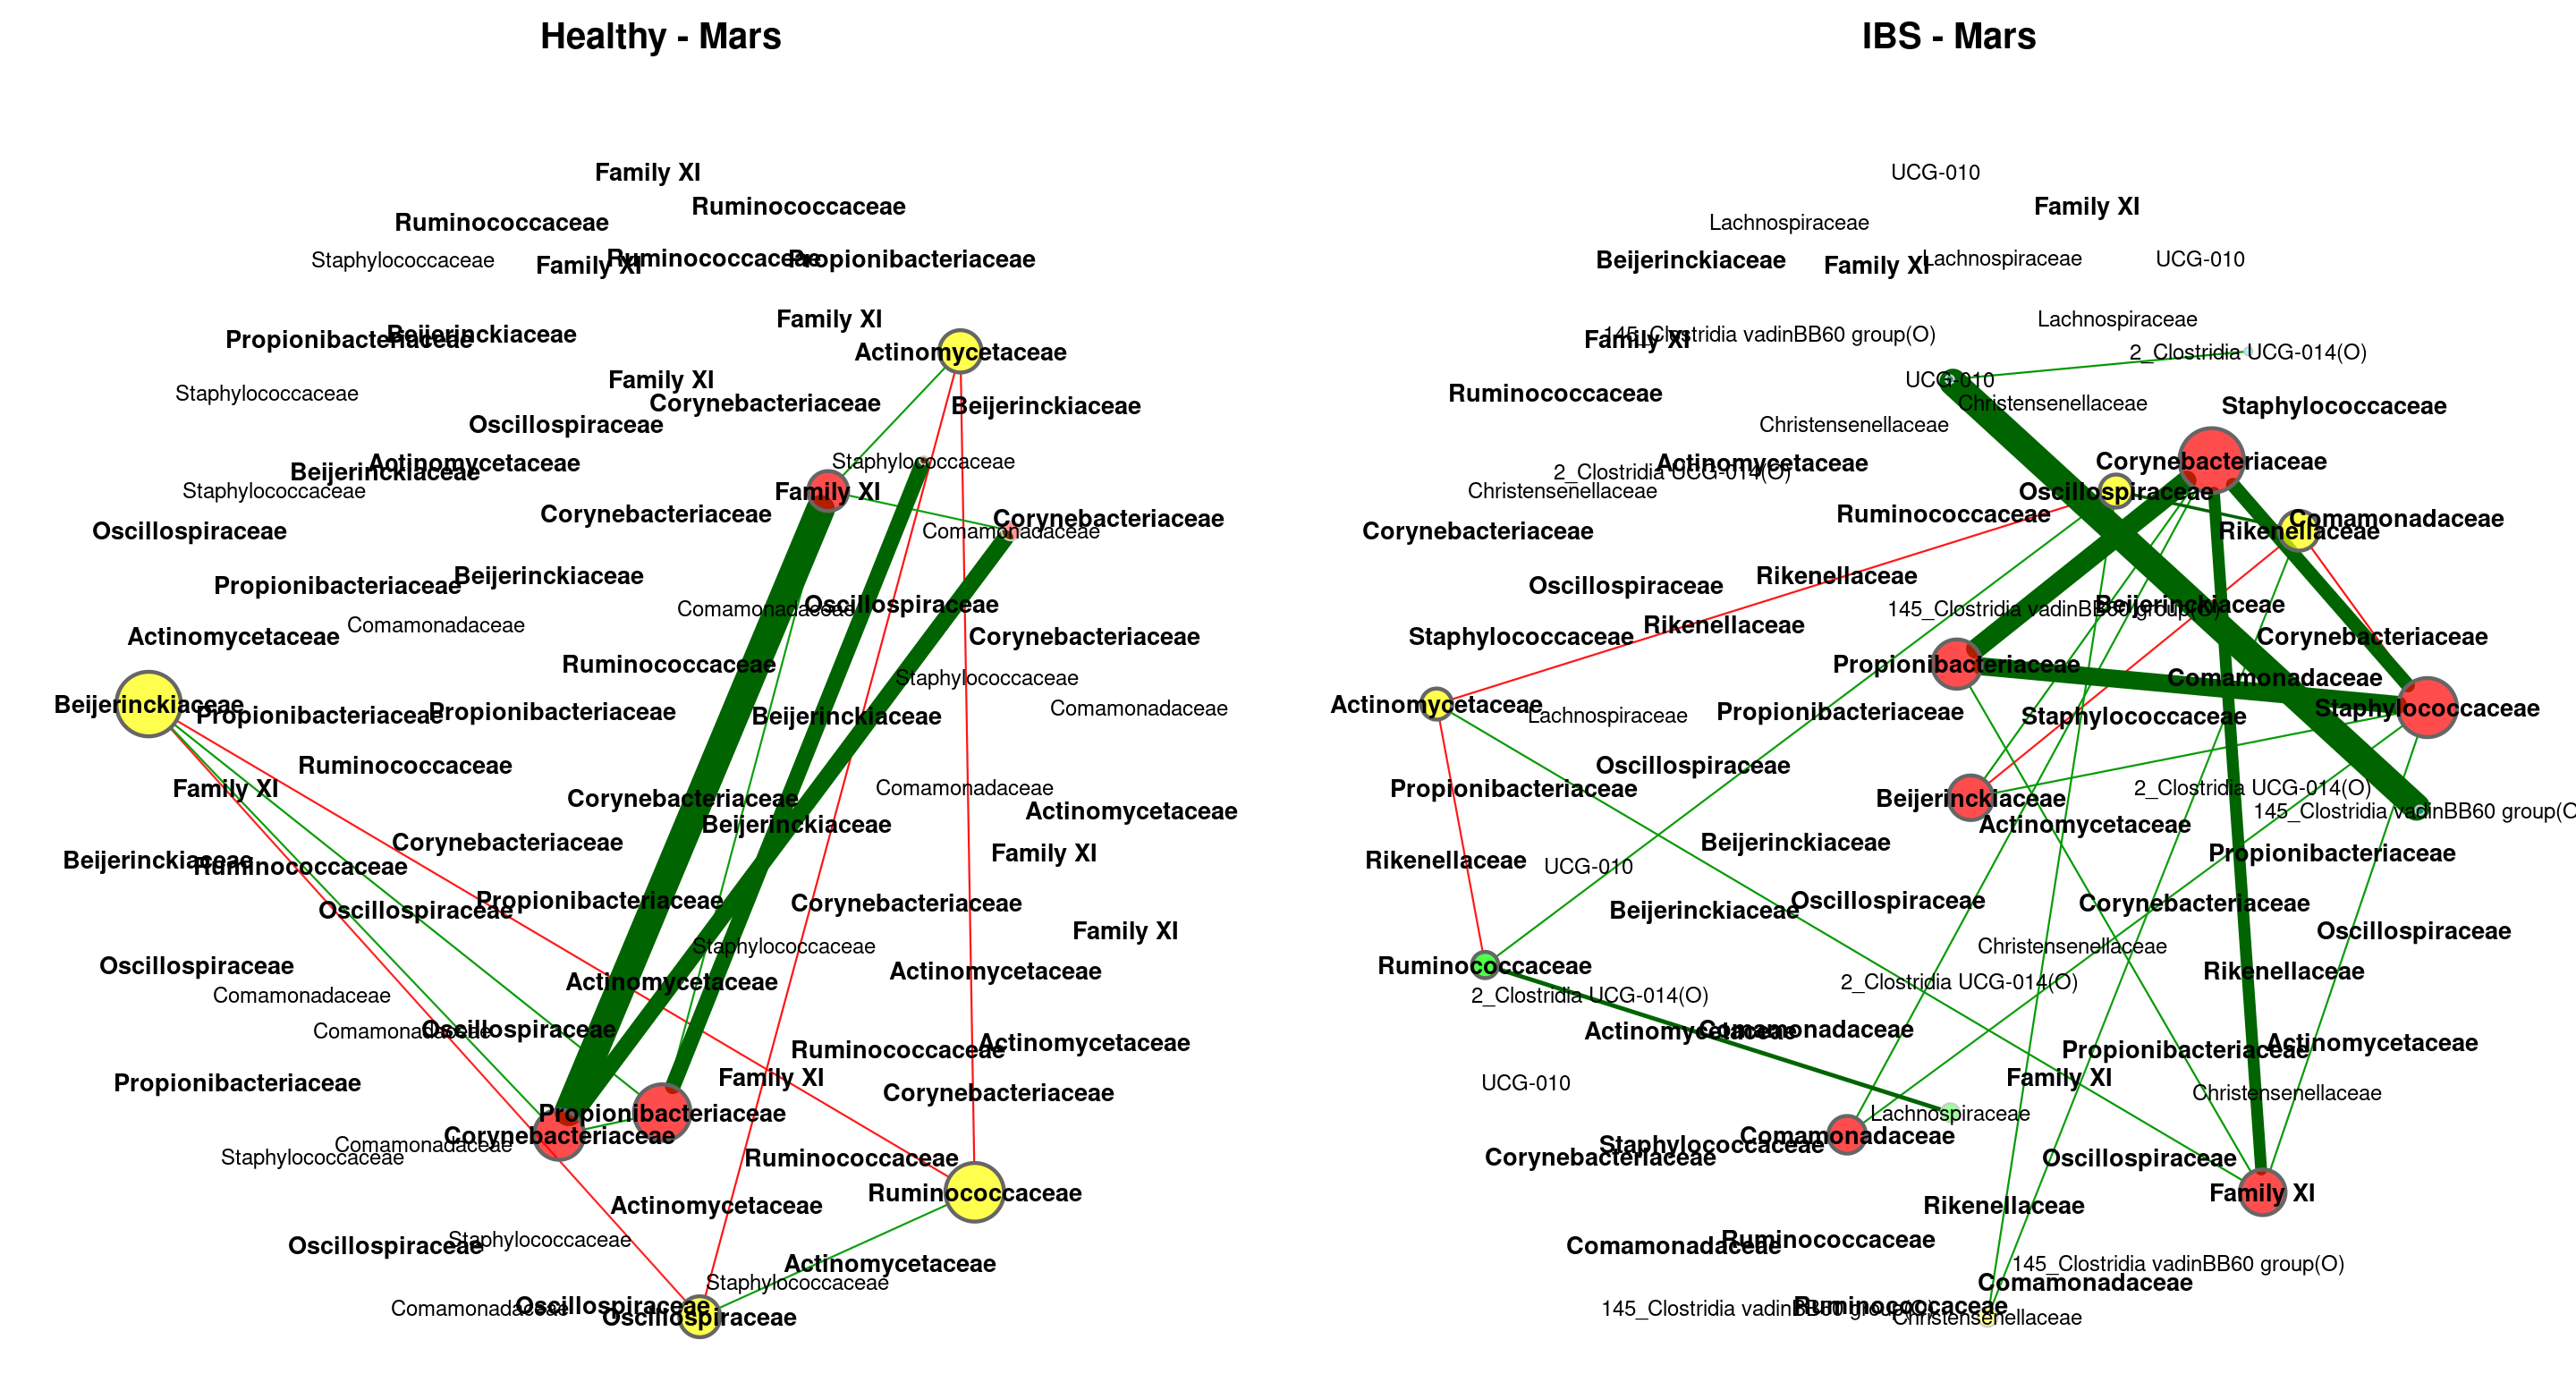 Healthy - Mars
Family XI
Ruminococcaceae
Ruminococcaceae
Staphylococcaceae
Family XI
Ruminococcaceae
Propionibacteriaceae
Family XI
Propionibacteriaceae
Beijerinckiaceae
Actinomycetaceae
Family XI
Staphylococcaceae
Corynebacteriaceae
Beijerinckiaceae
Oscillospiraceae
Staphylococcaceae
Actinomycetaceae
Beijerinckiaceae
Staphylococcaceae
Family XI
Corynebacteriaceae
Corynebacteriaceae
Oscillospiraceae
Comamonadaceae
Beijerinckiaceae
Propionibacteriaceae
Oscillospiraceae
Comamonadaceae
Comamonadaceae
Actinomycetaceae
Corynebacteriaceae
Ruminococcaceae
Staphylococcaceae
Beijerinckiaceae
Comamonadaceae
Propionibacteriaceae
Propionibacteriaceae
Beijerinckiaceae
Ruminococcaceae
Family XI
Comamonadaceae
Corynebacteriaceae
Actinomycetaceae
Beijerinckiaceae
Corynebacteriaceae
Family XI
Beijerinckiaceae
Ruminococcaceae
Propionibacteriaceae
Corynebacteriaceae
Oscillospiraceae
Family XI
Staphylococcaceae
Oscillospiraceae
Actinomycetaceae
Actinomycetaceae
Comamonadaceae
Comamonadaceae
Oscillospiraceae
Actinomycetaceae
Ruminococcaceae
Family XI
Propionibacteriaceae
Corynebacteriaceae
Propionibacteriaceae
Corynebacteriaceae
Comamonadaceae
Staphylococcaceae
Ruminococcaceae
Ruminococcaceae
Actinomycetaceae
Staphylococcaceae
Oscillospiraceae
Actinomycetaceae
Staphylococcaceae
Comamonadaceae
Oscillospiraceae
Oscillospiraceae
IBS - Mars
UCG-010
Family XI
Lachnospiraceae
Beijerinckiaceae
Family XI
Lachnospiraceae
UCG-010
Lachnospiraceae
145_Clostridia vadinBB60 group(O)
Family XI
2_Clostridia UCG-014(O)
UCG-010
Ruminococcaceae
Christensenellaceae
Staphylococcaceae
Christensenellaceae
Corynebacteriaceae
Actinomycetaceae
2_Clostridia UCG-014(O)
Christensenellaceae
Oscillospiraceae
Ruminococcaceae
Comamonadaceae
Corynebacteriaceae
Rikenellaceae
Rikenellaceae
Oscillospiraceae
145_Clostridia vadinBB60 group(O)
Beijerinckiaceae
Rikenellaceae
Staphylococcaceae
Corynebacteriaceae
Propionibacteriaceae
Comamonadaceae
Actinomycetaceae
Lachnospiraceae
Propionibacteriaceae
Staphylococcaceae
Staphylococcaceae
Oscillospiraceae
Propionibacteriaceae
Beijerinckiaceae
2_Clostridia UCG-014(O)
145_Clostridia vadinBB60 group(O
Actinomycetaceae
Beijerinckiaceae
Propionibacteriaceae
Rikenellaceae
UCG-010
Oscillospiraceae
Corynebacteriaceae
Beijerinckiaceae
Oscillospiraceae
Christensenellaceae
Ruminococcaceae
Rikenellaceae
2_Clostridia UCG-014(O)
2_Clostridia UCG-014(O)
Actinomycetaceae
Comamonadaceae
Actinomycetaceae
Propionibacteriaceae
Family XI
UCG-010
Christensenellaceae
Lachnospiraceae
Comamonadaceae
Staphylococcaceae
Corynebacteriaceae
Oscillospiraceae
Family XI
Rikenellaceae
Ruminococcaceae
Comamonadaceae
145_Clostridia vadinBB60 group(O)
Comamonadaceae
145_Clostridia vadinBB60 group(O)
Ruminococcaceae
Christensenellaceae